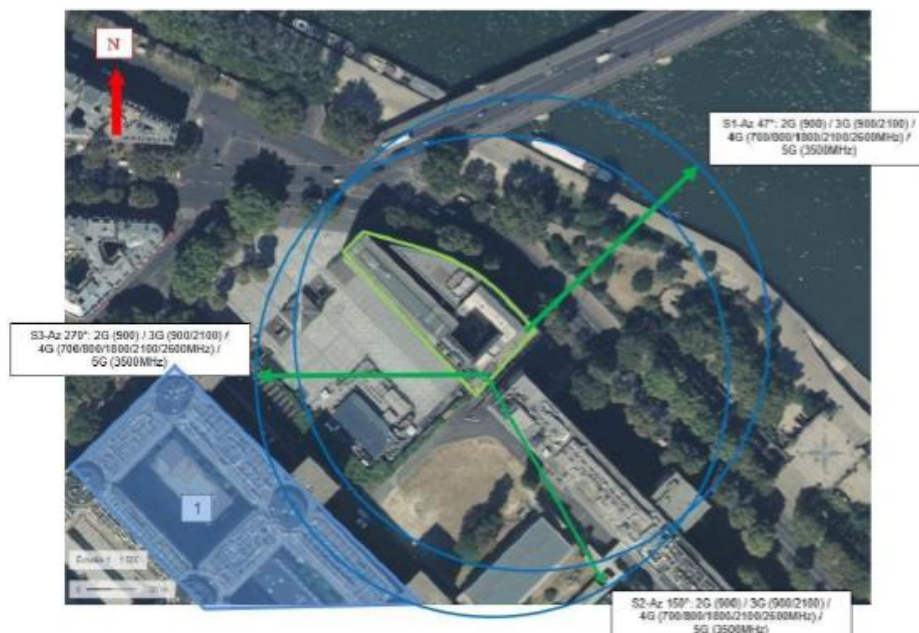 N
S1-Az 47°: 2G (900) / 3G (900/2100) /
4G (700/800/1800/2100/2600MHz) /
5G (3500MHz)
S3-Az 270°: 2G (900) / 3G (900/2100) /
4G (700/800/1800/2100/2600MHz) /
5G (3500MHz)
1
0
S2-Az 150°: 2G (900) / 3G (900/2100) /
4G (700/800/1800/2100/2600MHz) /
5G (3500MHz)